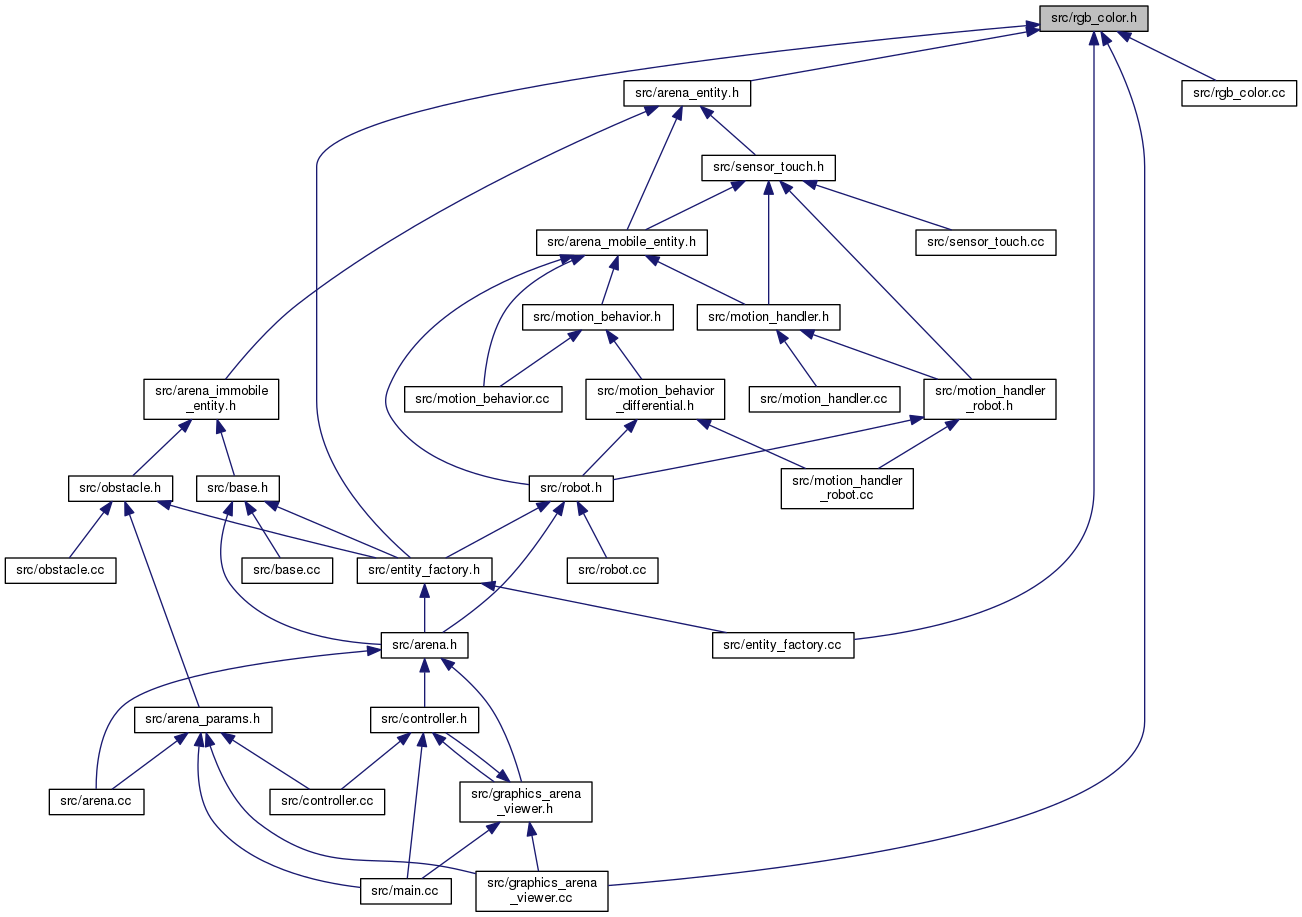 src/rgb_color.h
src/arena_entity.h
src/rgb_color.cc
src/sensor_touch.h
src/arena_mobile_entity.h
src/sensor_touch.cc
src/motion_behavior.h
src/motion_handler.h
src/arena_immobile
_entity.h
src/motion_behavior.cc
src/motion_behavior
_differential.h
src/motion_handler.cc
src/motion_handler
_robot.h
src/obstacle.h
src/base.h
src/robot.h
src/motion_handler
_robot.cc
src/obstacle.cc
src/base.cc
src/entity_factory.h
src/robot.cc
src/arena.h
src/entity_factory.cc
src/arena_params.h
src/controller.h
src/arena.cc
src/controller.cc
src/graphics_arena
_viewer.h
src/main.cc
src/graphics_arena
_viewer.cc